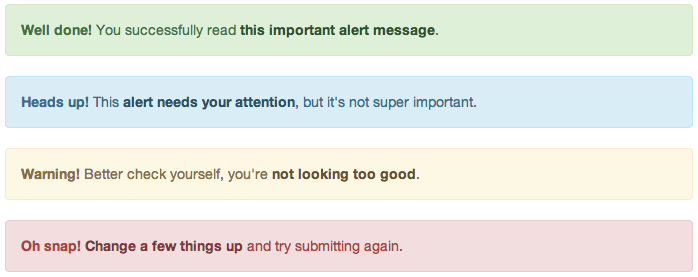 Well done! You successfully read this important alert message.
Heads up! This alert needs your attention, but it's not super important.
Warning! Better check yourself, you're not looking too good.
Oh snap! Change a few things up and try submitting again.